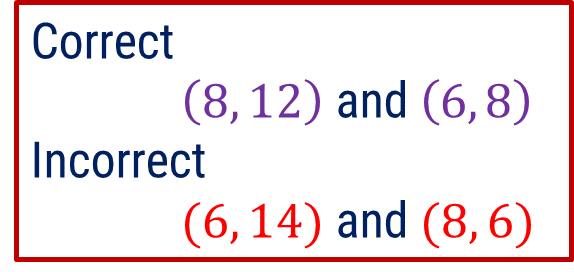 Correct
(8, 12) and (6, 8)
Incorrect
(6, 14) and (8, 6)